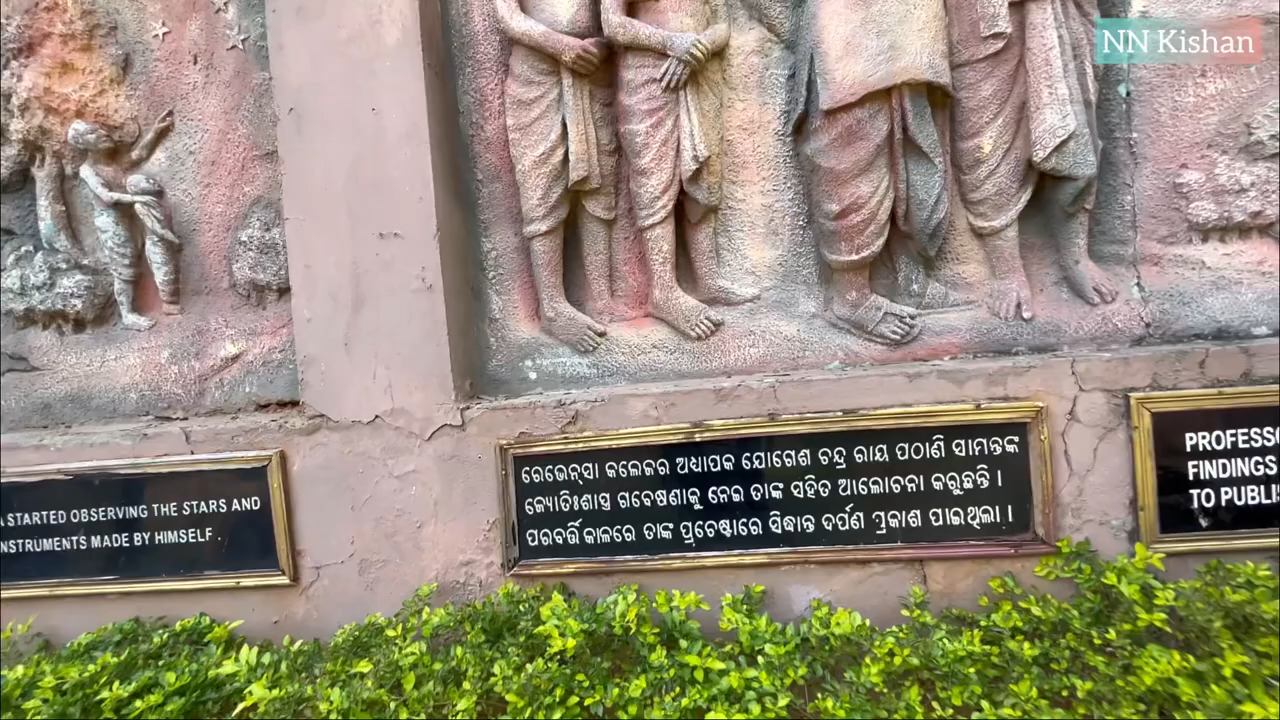 NN Kishan
STARTED OBSERVING THE STARS AND
INSTRUMENTS MADE BY HIMSELF .
ରେଭେନ୍ସା କଲେଜର ଅଧ୍ୟାପକ ଯୋଗେଶ ଚନ୍ଦ୍ର ରାୟ ପଠାଣି ସାମନ୍ତଙ୍କ
ଜ୍ୟୋତିଃଶାସ୍ତ୍ର ଗବେଷଣାକୁ ନେଇ ତାଙ୍କ ସହିତ ଆଲୋଚନା କରୁଛନ୍ତି ।
ପରବର୍ତ୍ତି କାଳରେ ତାଙ୍କ ପ୍ରଚେଷ୍ଟାରେ ସିଦ୍ଧାନ୍ତ ଦର୍ପଣ ପ୍ରକାଶ ପାଇଥିଲା ।
FINDINGS
TO